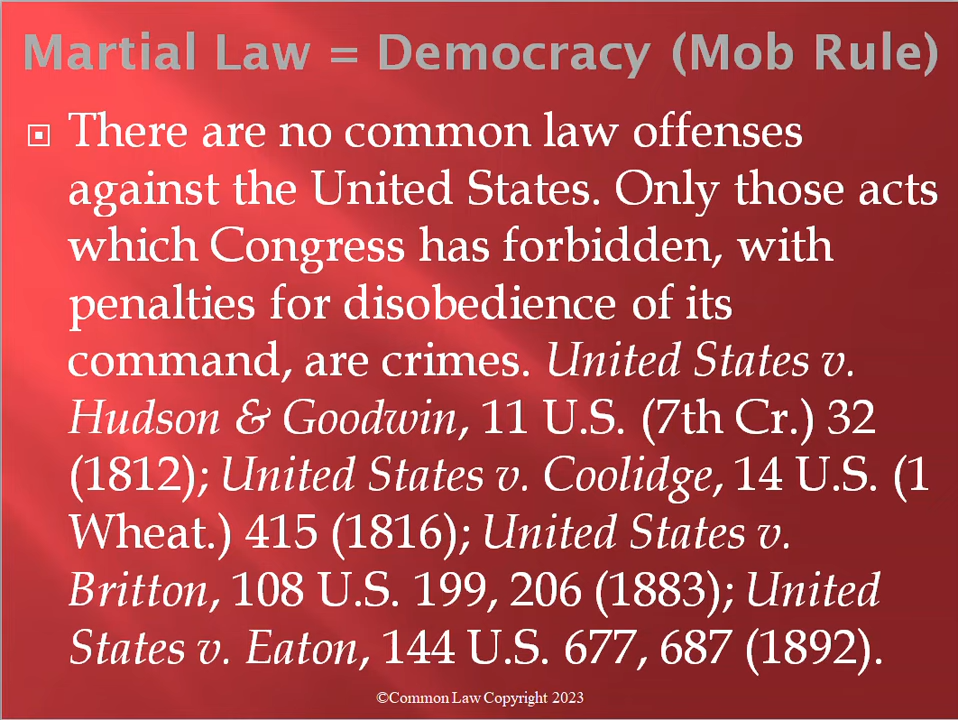 Martial Law = Democracy (Mob Rule)
There are no common law offenses
against the United States. Only those acts
which Congress has forbidden, with
penalties for disobedience of its
command, are crimes. United States v.
Hudson & Goodwin, 11 U.S. (7th Cr.) 32
(1812); United States v. Coolidge, 14 U.S. (1
Wheat.) 415 (1816); United States v.
Britton, 108 U.S. 199, 206 (1883); United
States v. Eaton, 144 U.S. 677, 687 (1892).
©Common Law Copyright 2023